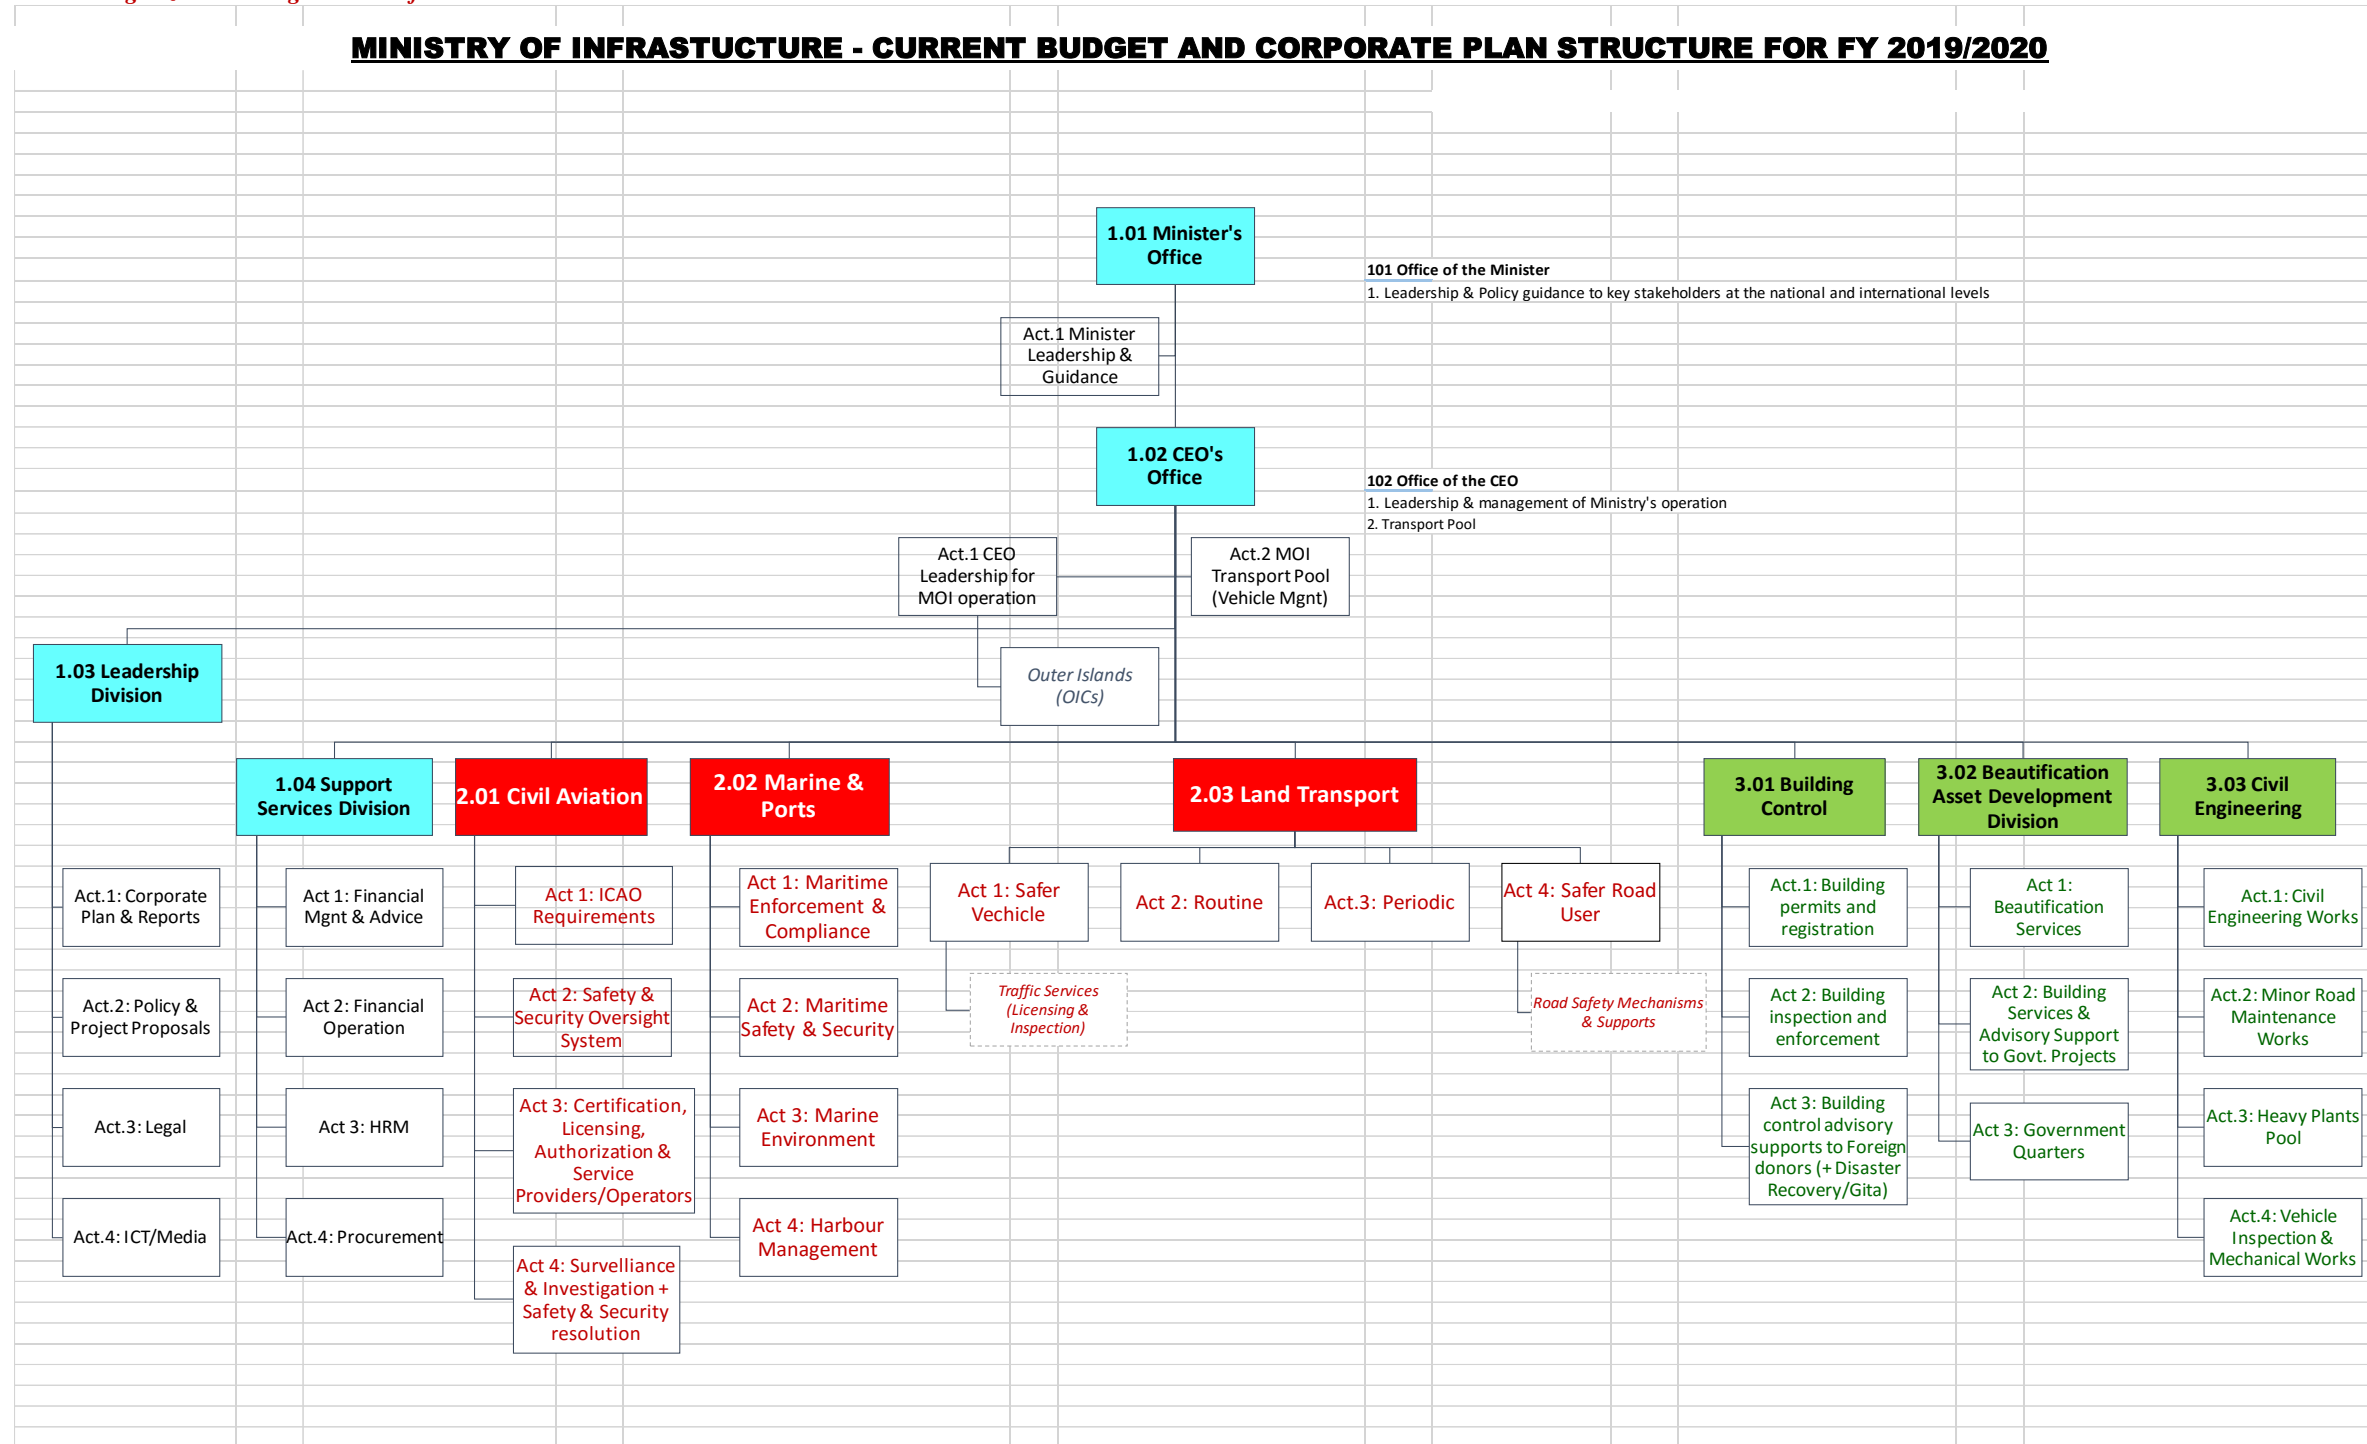 MINISTRY OF INFRASTUCTURE - CURRENT BUDGET AND CORPORATE PLAN STRUCTURE FOR FY 2019/2020
1.01 Minister's
Office
101 Office of the Minister
1. Leadership & Policy guidance to key stakeholders at the national and international levels
Act.1 Minister
Leadership &
Guidance
1.02 CEO's
Office
102 Office of the CEO
1. Leadership & management of Ministry's operation
2. Transport Pool
Act.1 CEO
Leadership for
MOI operation
Act.2 MOI
Transport Pool
(Vehicle Mgnt)
1.03 Leadership
Division
Outer Islands
(OICs)
1.04 Support
Services Division
2.01 Civil Aviation
2.02 Marine &
Ports
2.03 Land Transport
3.01 Building
Control
3.02 Beautification
Asset Development
Division
3.03 Civil
Engineering
Act.1: Corporate
Plan & Reports
Act.2: Policy &
Project Proposals
Act.3: Legal
Act.4: ICT/Media
Act 1: Financial
Mgnt & Advice
Act 2: Financial
Operation
Act 3: HRM
Act.4: Procurement
Act 1: ICAO
Requirements
Act 2: Safety &
Security Oversight
System
Act 3: Certification,
Licensing,
Authorization &
Service
Providers/Operators
Act 4: Survelliance
& Investigation +
Safety & Security
resolution
Act 1: Maritime
Enforcement &
Compliance
Act 2: Maritime
Safety & Security
Act 3: Marine
Environment
Act 4: Harbour
Management
Act 1: Safer
Vechicle
Traffic Services
(Licensing &
Inspection)
Act 2: Routine
Act.3: Periodic
Act 4: Safer Road
User
Road Safety Mechanisms
& Supports
Act.1: Building
permits and
registration
Act 2: Building
inspection and
enforcement
Act 3: Building
control advisory
supports to Foreign
donors (+ Disaster
Recovery/Gita)
Act 1:
Beautification
Services
Act 2: Building
Services &
Advisory Support
to Govt. Projects
Act 3: Government
Quarters
Act.1: Civil
Engineering Works
Act.2: Minor Road
Maintenance
Works
Act.3: Heavy Plants
Pool
Act.4: Vehicle
Inspection &
Mechanical Works